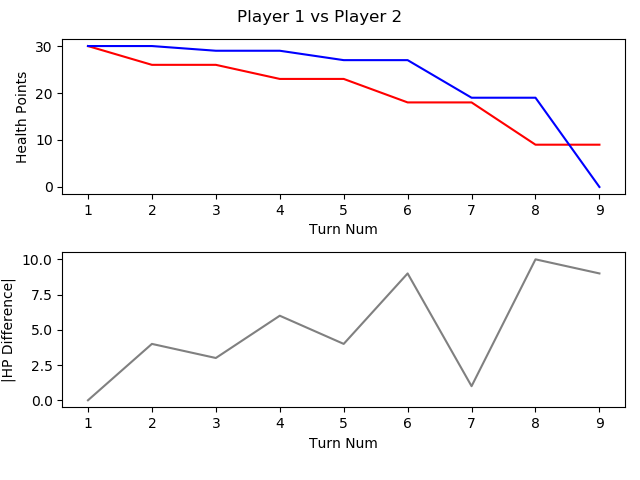 Player 1 vs Player 2
30
20
10
0
Health Points
1 2 3 4 5 6 7 8 9
Turn Num
10.0
7.5
5.0
2.5
0.0
|HP Difference|
1 2 3 4 5 6 7 8 9
Turn Num